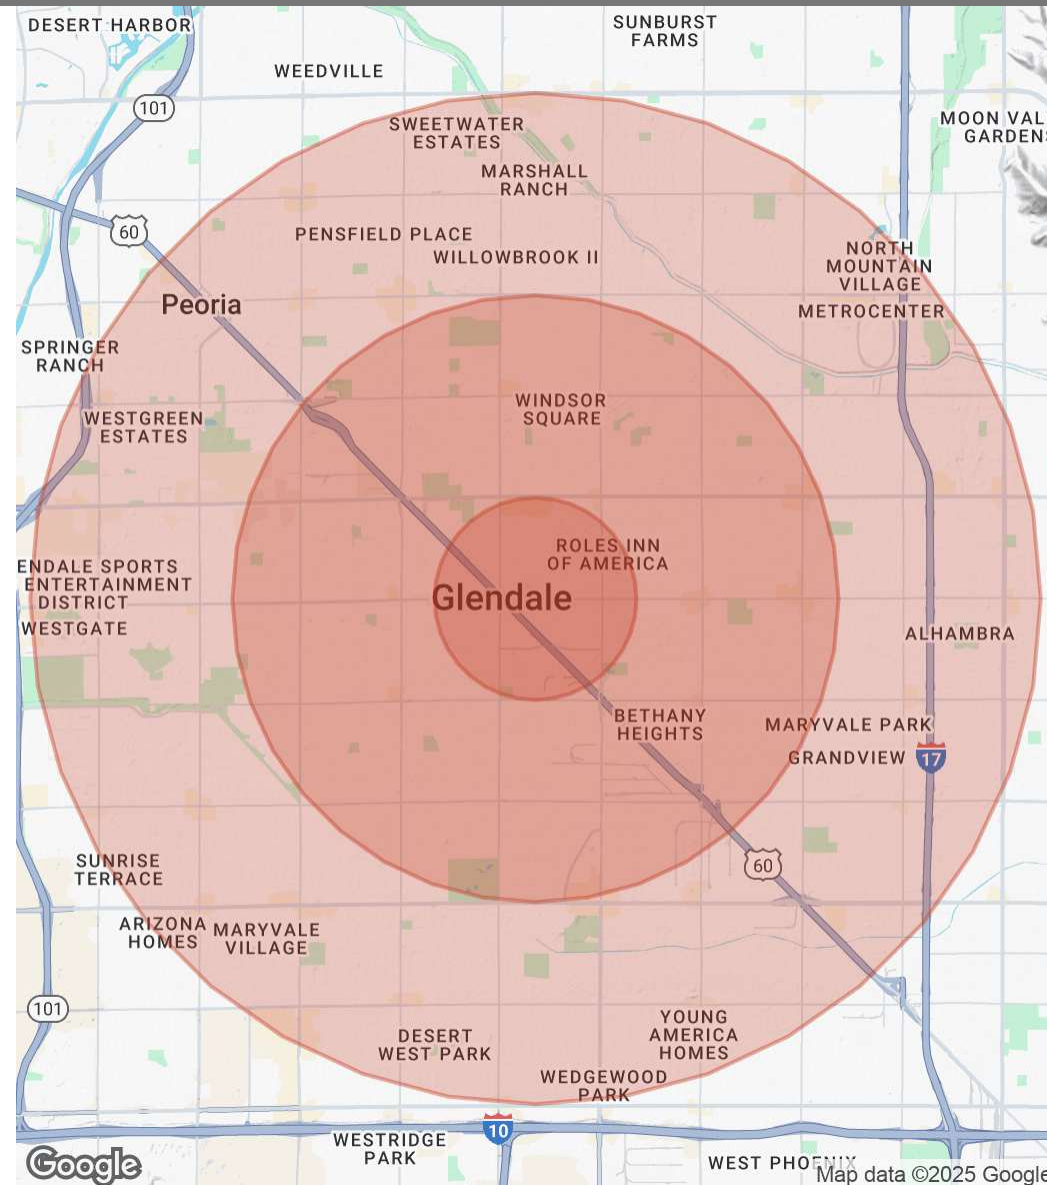 DESERT HARBOR
SUNBURST
FARMS
WEEDVILLE
101
MOON VAL
GARDEN
SWEETWATER
ESTATES
MARSHALL
RANCH
60
PENSFIELD PLACE
WILLOWBROOK II
NORTH
MOUNTAIN
VILLAGE
Peoria
METROCENTER
SPRINGER
RANCH
WESTGREEN
ESTATES
WINDSOR
SQUARE
ROLES INN
OF AMERICA
ENDALE SPORTS
ENTERTAINMENT
DISTRICT
Glendale
WESTGATE
ALHAMBRA
BETHANY
HEIGHTS
MARYVALE PARK
GRANDVIEW
17
SUNRISE
TERRACE
60
ARIZONA
HOMES
MARYVALE
VILLAGE
101
DESERT
WEST PARK
YOUNG
AMERICA
HOMES
WEDGEWOOD
PARK
10
WESTRIDGE
PARK
WEST PHOENIX
Google
Map data ©2025 Google